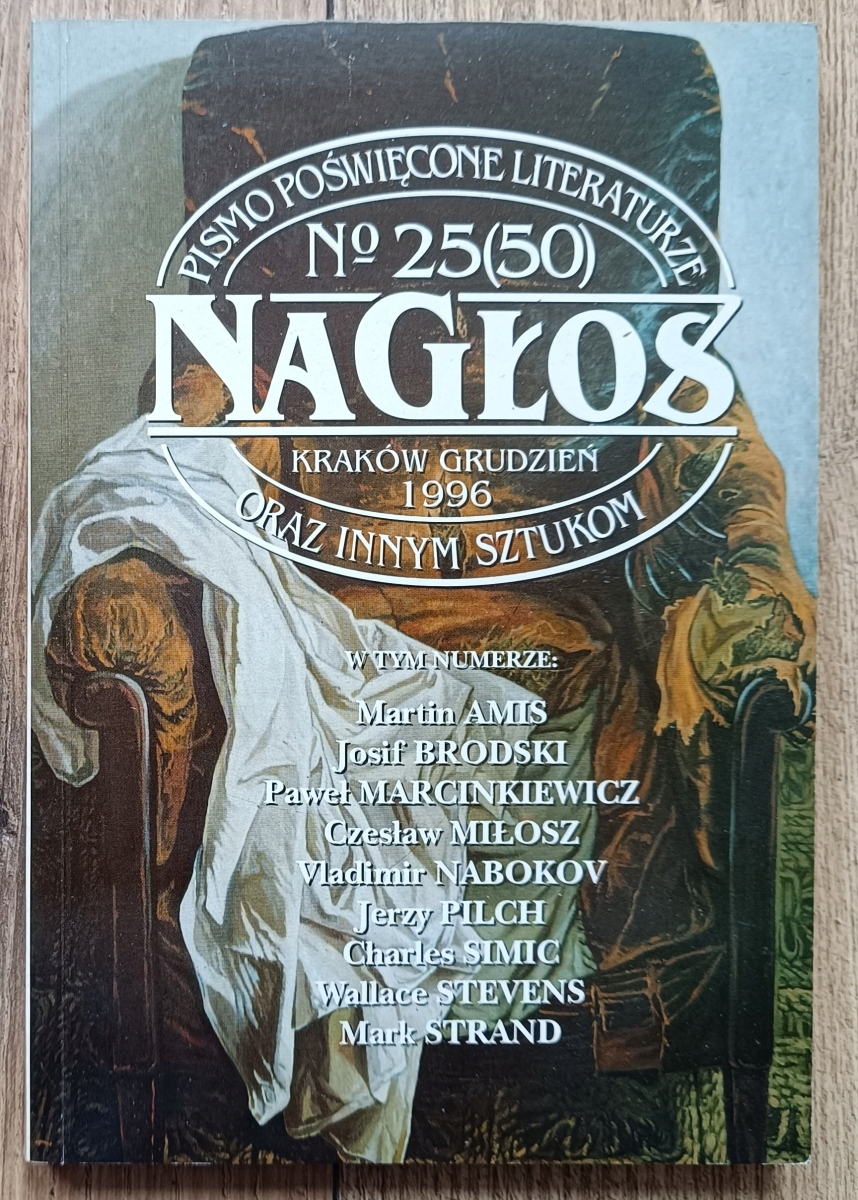 PISMO POŚWIĘCONE LITERATURZE
Nº 25(50)
NAGŁOS
KRAKÓW GRUDZIEŃ
1996
ORAZ INNYM SZTUKOM
W TYM NUMERZE:
Martin AMIS
Josif BRODSKI
Paweł MARCINKIEWICZ
Czesław MIŁOSZ
Vladimir NABOKOV
Jerzy PILCH
Charles SIMIC
Wallace STEVENS
Mark STRAND